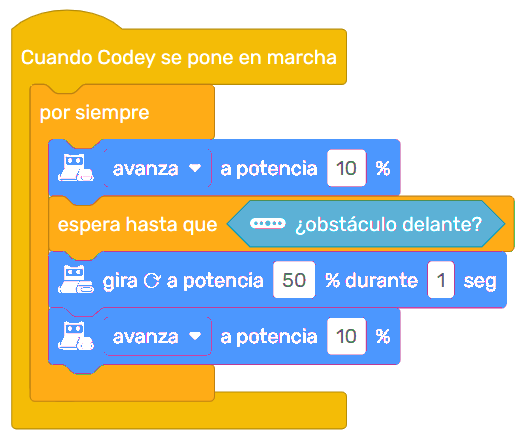 Cuando Codey se pone en marcha
por siempre
avanza a potencia 10 %
espera hasta que ¿obstáculo delante?
gira a potencia 50 % durante 1 seg
avanza a potencia 10 %